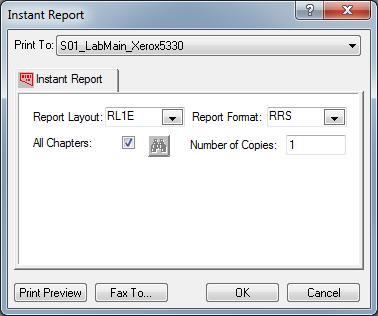 Instant Report
Print To: S01_LabMain_Xerox5330
Instant Report
Report Layout: RL1E Report Format: RRS
All Chapters: Number of Copies: 1
Print Preview Fax To... OK Cancel